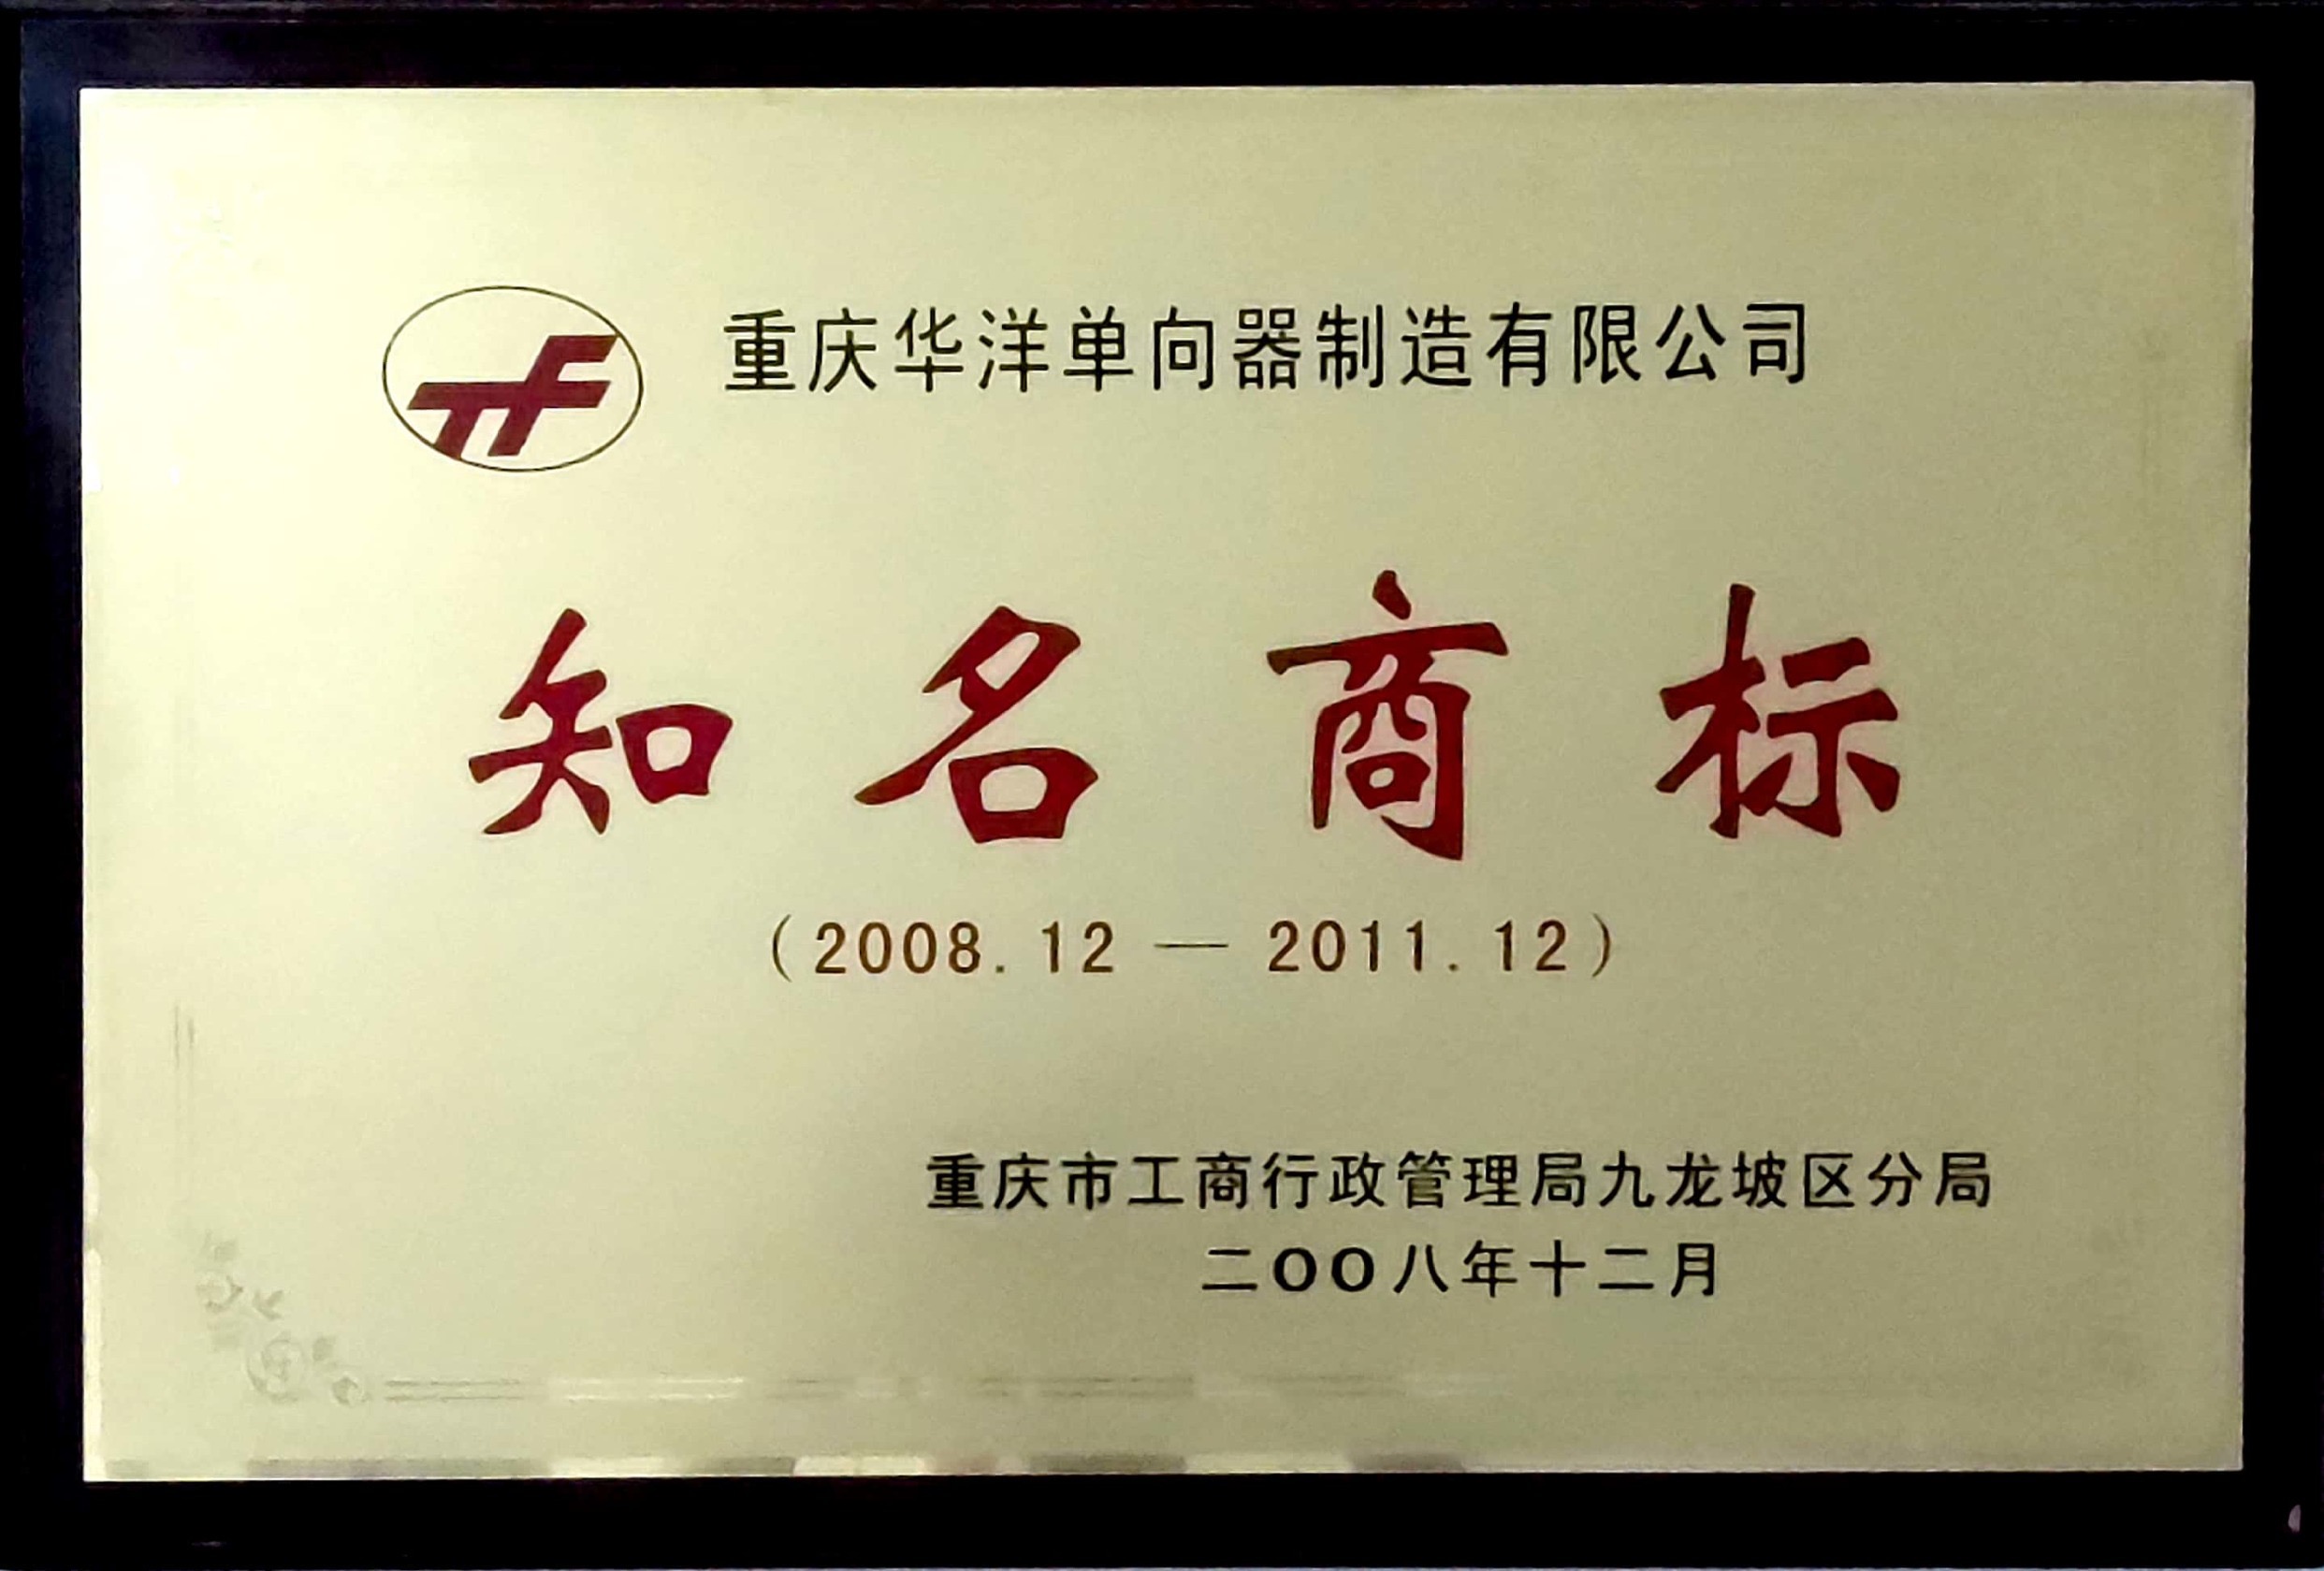 TF 重庆华洋单向器制造有限公司
知名商标
（2008.12 — 2011.12）
重庆市工商行政管理局九龙坡区分局
二OO八年十二月